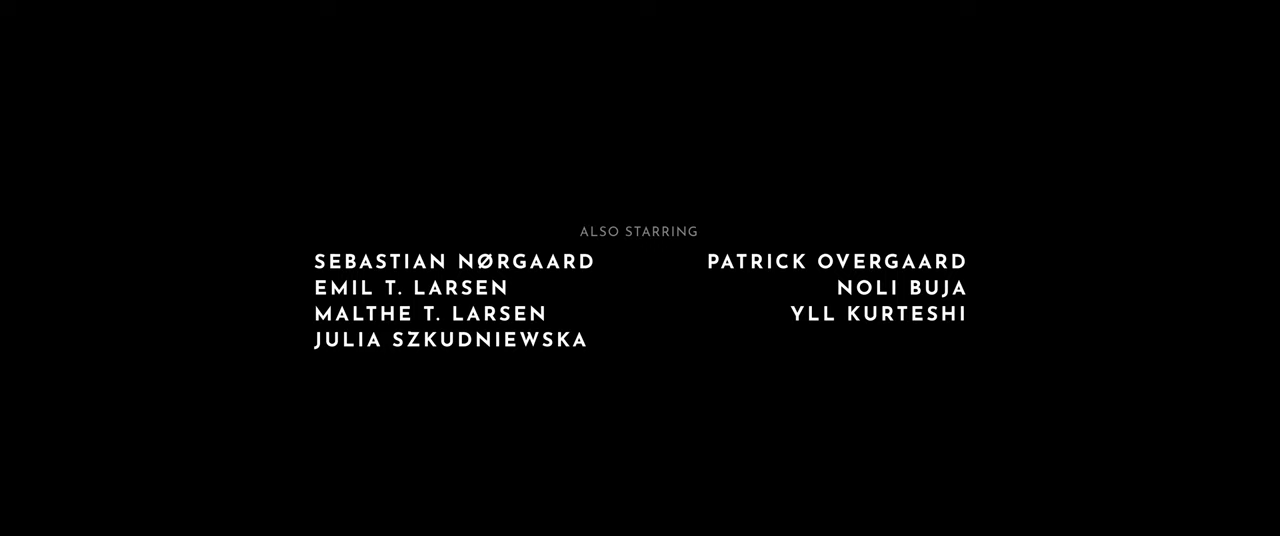 ALSO STARRING
SEBASTIAN NØRGAARD
EMIL T. LARSEN
MALTHE T. LARSEN
JULIA SZKUDNIEWSKA
PATRICK OVERGAARD
NOLI BUJA
YLL KURTESHI